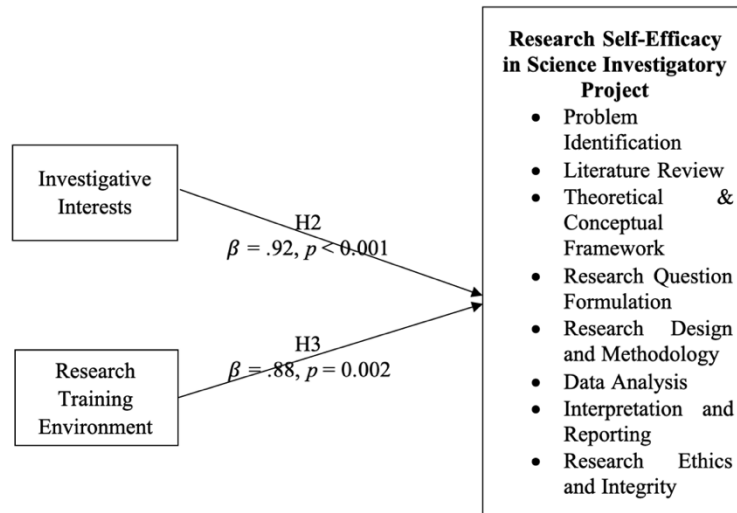 Investigative
Interests
Research
Training
Environment
H2
β = .92, p < 0.001
H3
β = .88, p = 0.002
Research Self-Efficacy
in Science Investigatory
Project
• Problem
Identification
• Literature Review
• Theoretical &
Conceptual
Framework
• Research Question
Formulation
• Research Design
and Methodology
• Data Analysis
• Interpretation and
Reporting
• Research Ethics
and Integrity